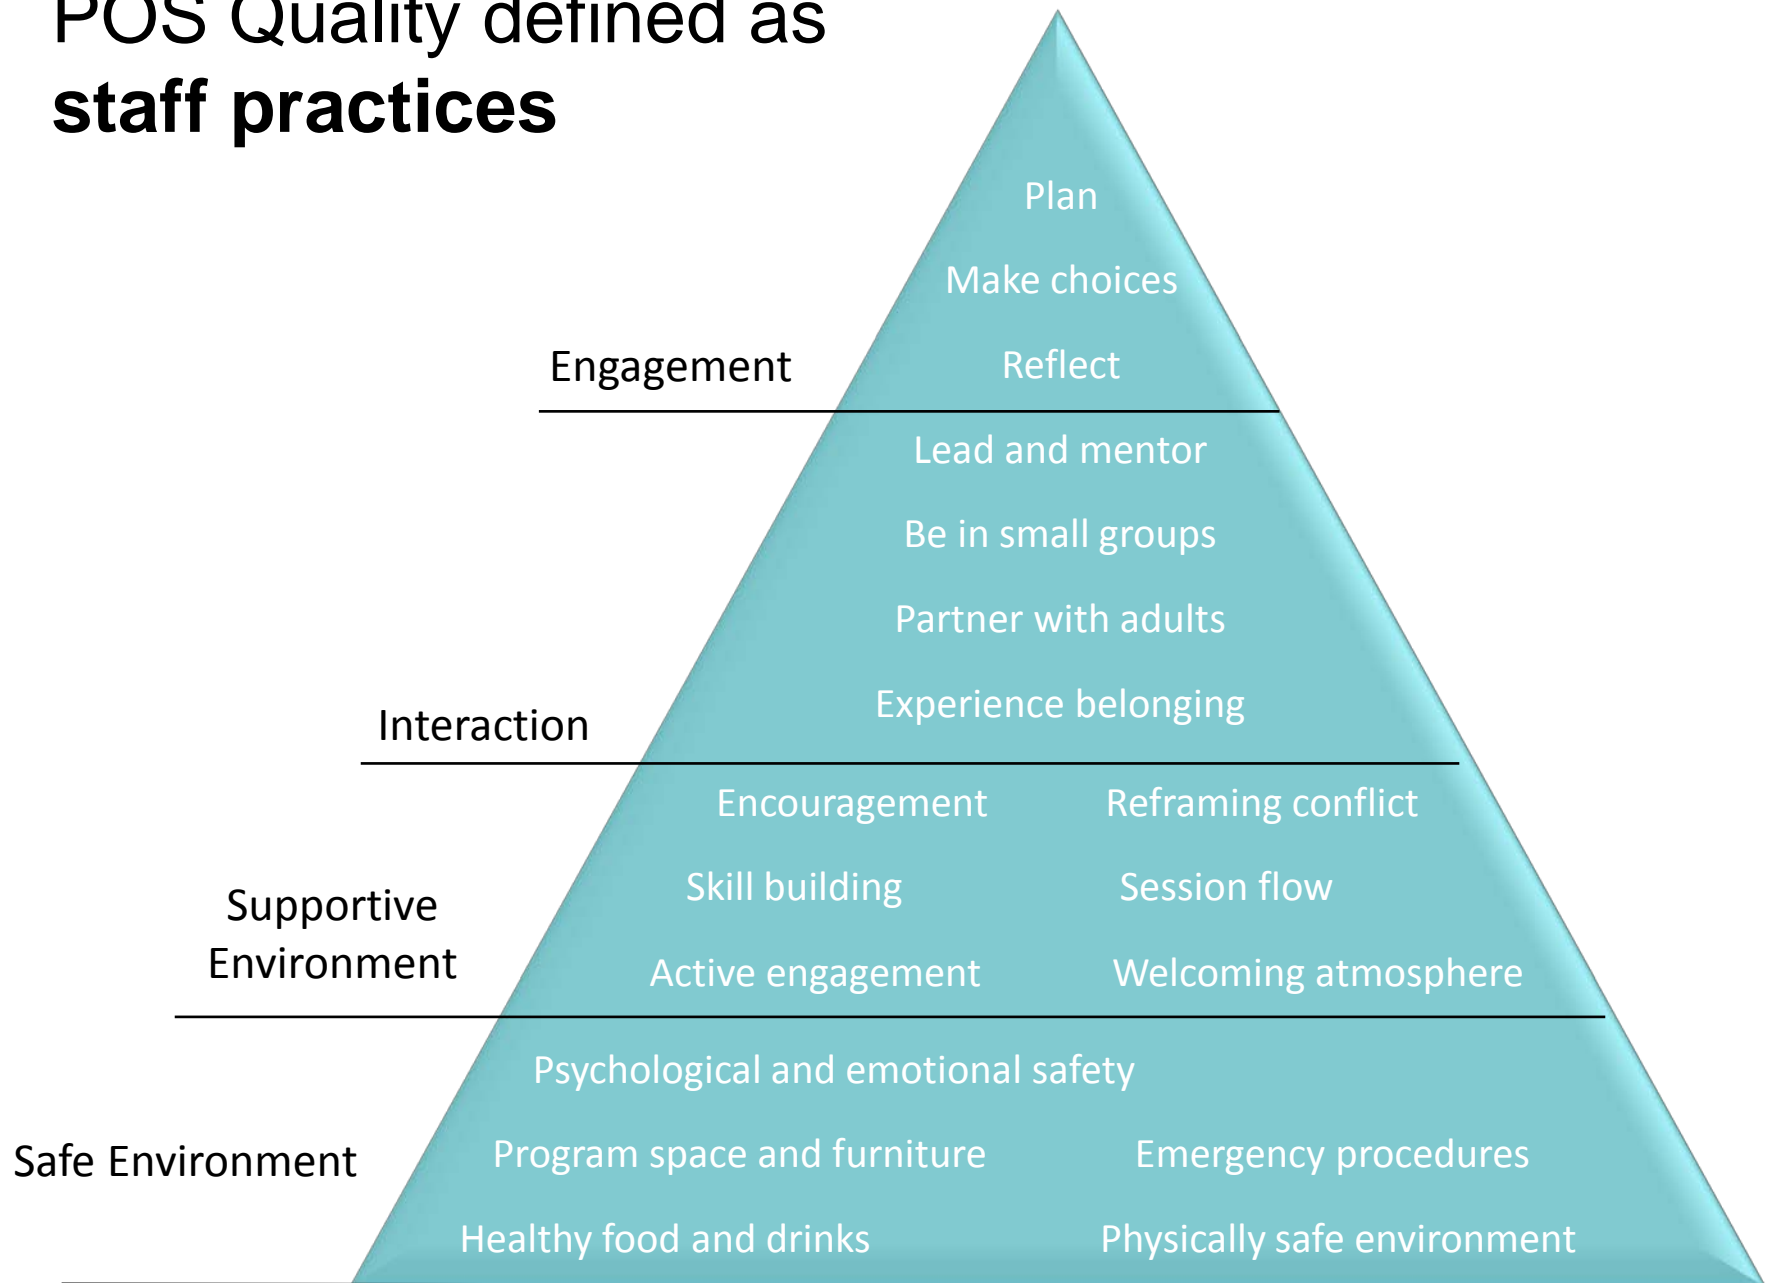 POS Quality defined as
staff practices
Plan
Make choices
Engagement
Reflect
Lead and mentor
Be in small groups
Partner with adults
Experience belonging
Interaction
Encouragement
Reframing conflict
Skill building
Session flow
Supportive
Environment
Active engagement
Welcoming atmosphere
Psychological and emotional safety
Safe Environment
Program space and furniture
Emergency procedures
Healthy food and drinks
Physically safe environment